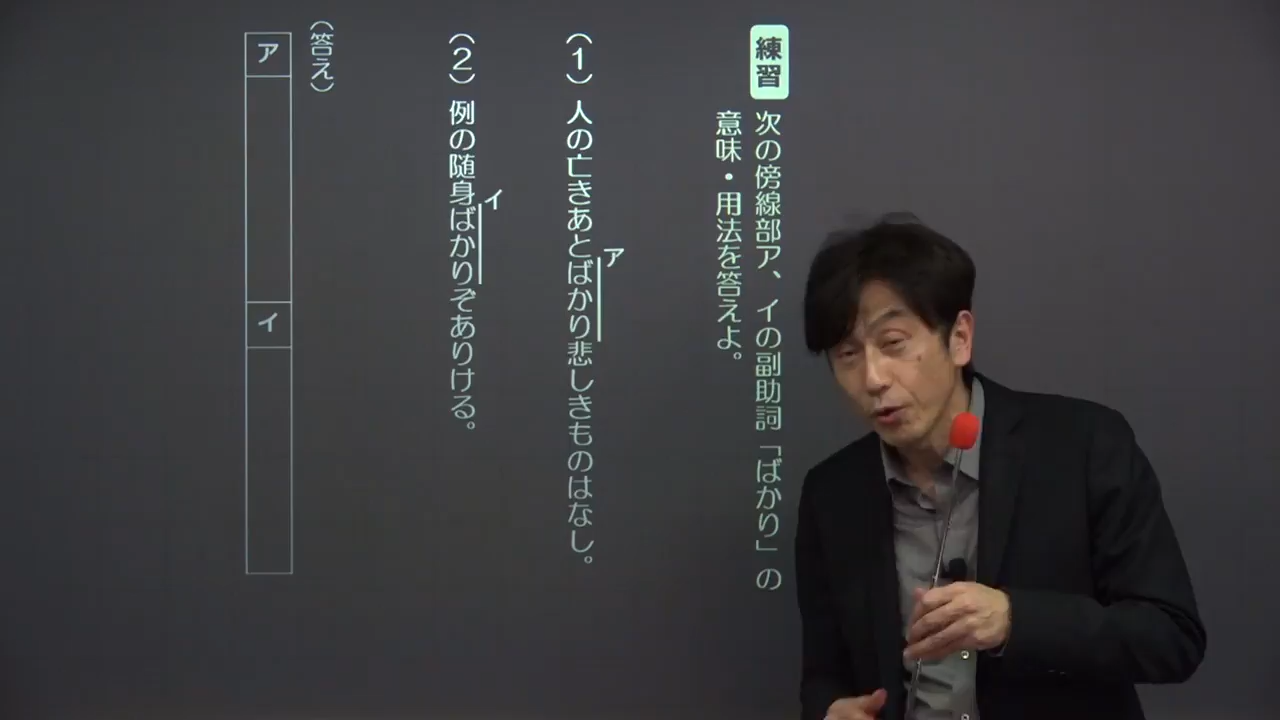 練習
次の傍線部ア、イの副助詞「ばかり」の
意味・用法を答えよ。
ア
(1) 人の亡きあとばかり悲しきものはなし。
イ
(2) 例の随身ばかりぞありける。
(答え)
ア
イ